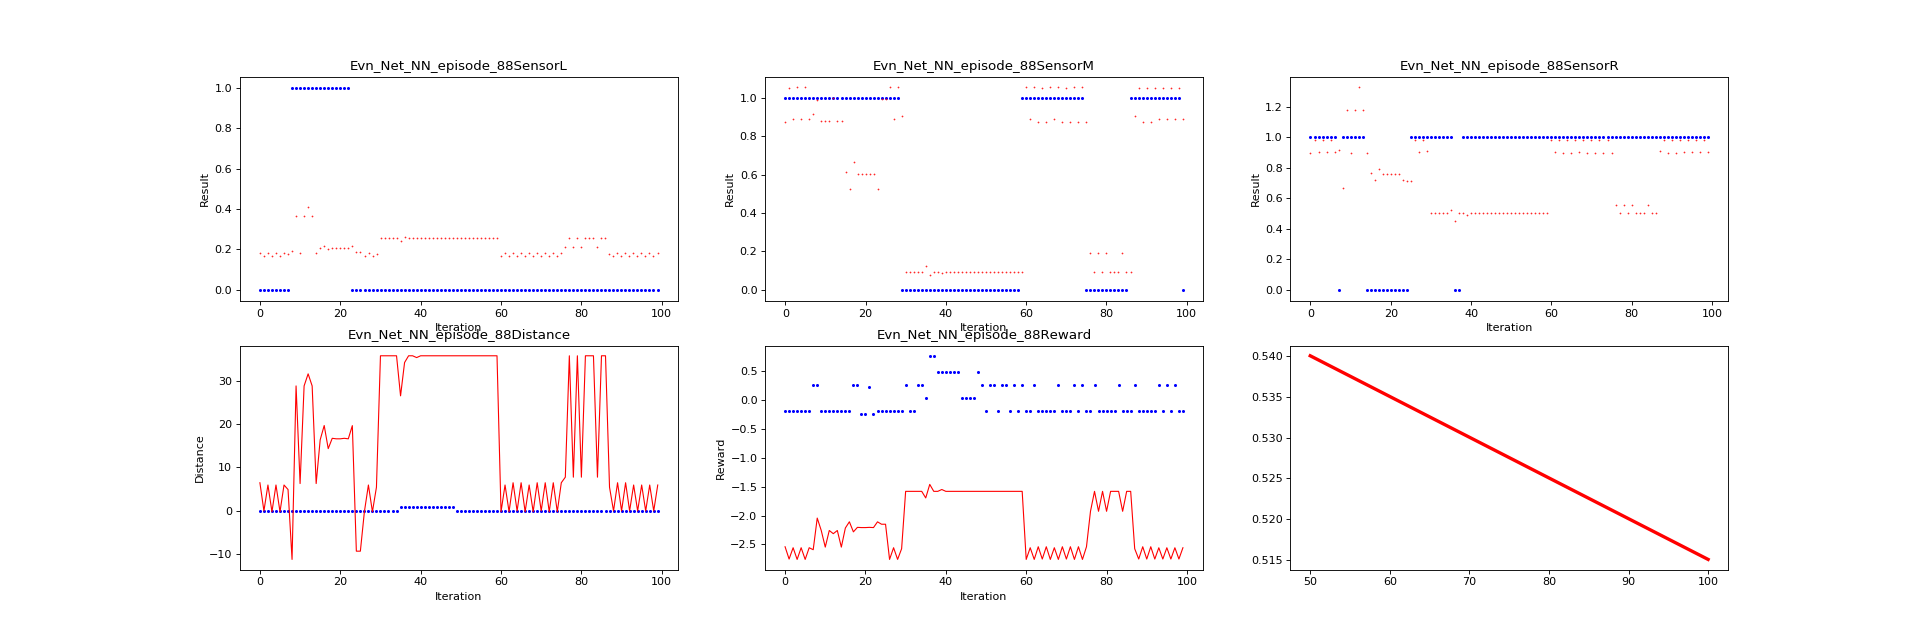 Evn_Net_NN_episode_88SensorL
Evn_Net_NN_episode_88SensorM
Evn_Net_NN_episode_88SensorR
1.0
0.8
0.6
0.4
0.2
0.0
Result
0 20 40 60 80 100
Iteration
1.0
0.8
0.6
0.4
0.2
0.0
Result
0 20 40 60 80 100
Iteration
1.2
1.0
0.8
0.6
0.4
0.2
0.0
Result
0 20 40 60 80 100
Iteration
Evn_Net_NN_episode_88Distance
Evn_Net_NN_episode_88Reward
30
20
10
0
−10
Distance
0 20 40 60 80 100
Iteration
0.5
0.0
−0.5
−1.0
−1.5
−2.0
−2.5
Reward
0 20 40 60 80 100
Iteration
0.540
0.535
0.530
0.525
0.520
0.515
50 60 70 80 90 100